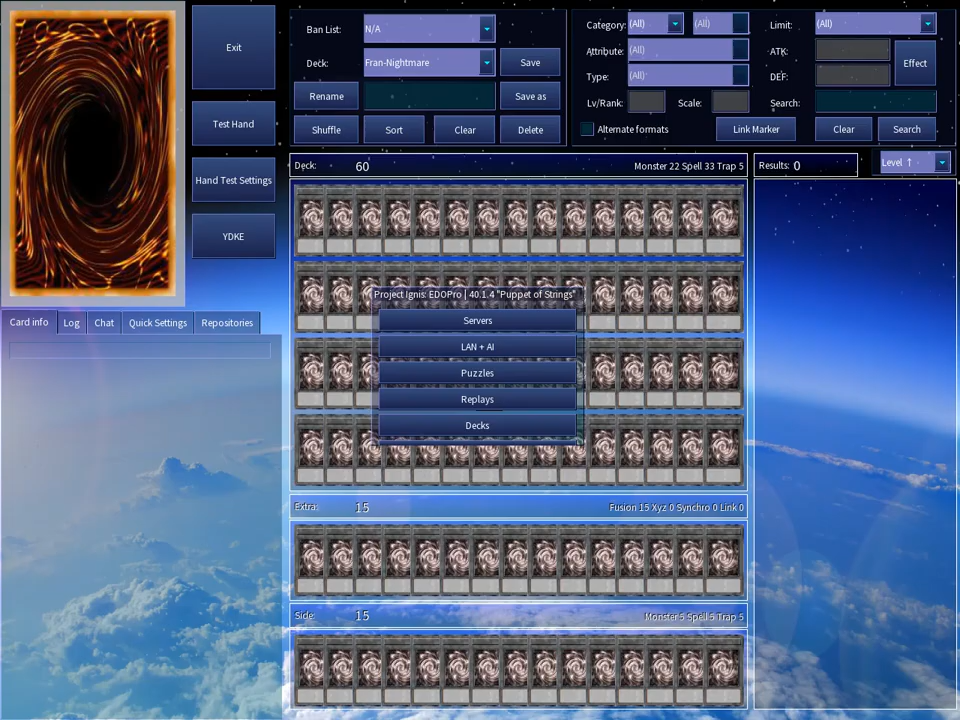 Exit
Test Hand
Hand Test Settings
YDKE
Ban List: N/A
Deck: Fran-Nightmare Save
Rename Save as
Shuffle Sort Clear Delete
Category: (All) (All) Limit: (All)
Attribute: (All) ATK:
Type: (All) DEF: Effect
Lv/Rank: Scale: Search:
Alternate formats Link Marker Clear Search
Deck: 60 Monster 22 Spell 33 Trap 5
Results: 0 Level ↑
Project Ignis: EDOPro | 40.1.4 "Puppet of Strings"
Servers
LAN + AI
Puzzles
Replays
Decks
Card info Log Chat Quick Settings Repositories
Extra: 15 Fusion 15 Xyz 0 Synchro 0 Link 0
Side: 15 Monster 5 Spell 5 Trap 5